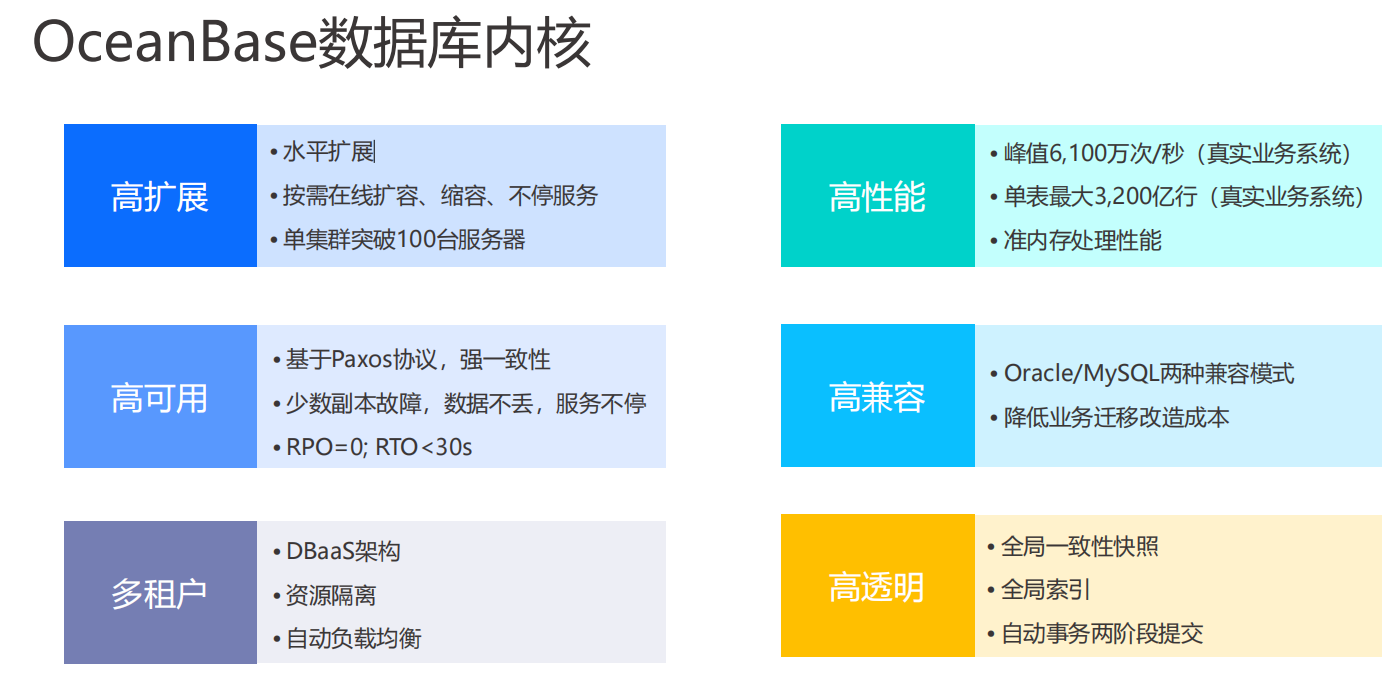 OceanBase数据库内核
高扩展
• 水平扩展
• 按需在线扩容、缩容、不停服务
• 单集群突破100台服务器
高性能
• 峰值6,100万次/秒（真实业务系统）
• 单表最大3,200亿行（真实业务系统）
• 准内存处理性能
高可用
• 基于Paxos协议，强一致性
• 少数副本故障，数据不丢，服务不停
• RPO=0; RTO<30s
高兼容
• Oracle/MySQL两种兼容模式
• 降低业务迁移改造成本
多租户
• DBaaS架构
• 资源隔离
• 自动负载均衡
高透明
• 全局一致性快照
• 全局索引
• 自动事务两阶段提交